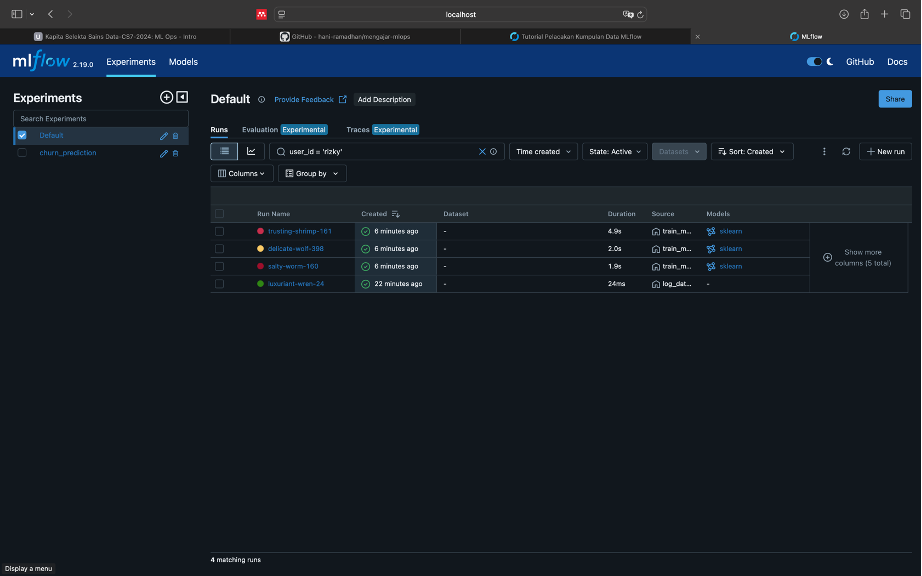 localhost
Kapita Selekta Sains Data-CS7-2024: ML Ops - Intro
GitHub - hani-ramadhan/mengajar-mlops
Tutorial Pelacakan Kumpulan Data MLflow
MLflow
mlflow 2.19.0
Experiments
Models
GitHub
Docs
Experiments
Search Experiments
Default
churn_prediction
Default
Provide Feedback
Add Description
Share
Runs
Evaluation Experimental
Traces Experimental
user_id = 'rizky'
Time created
State: Active
Datasets
Sort: Created
New run
Columns
Group by
Run Name Created Dataset Duration Source Models
trusting-shrimp-161 6 minutes ago - 4.9s train_m... sklearn
delicate-wolf-398 6 minutes ago - 2.0s train_m... sklearn
salty-worm-160 6 minutes ago - 1.9s train_m... sklearn
luxuriant-wren-24 22 minutes ago - 24ms log_dat... -
Show more
columns (5 total)
4 matching runs
Display a menu